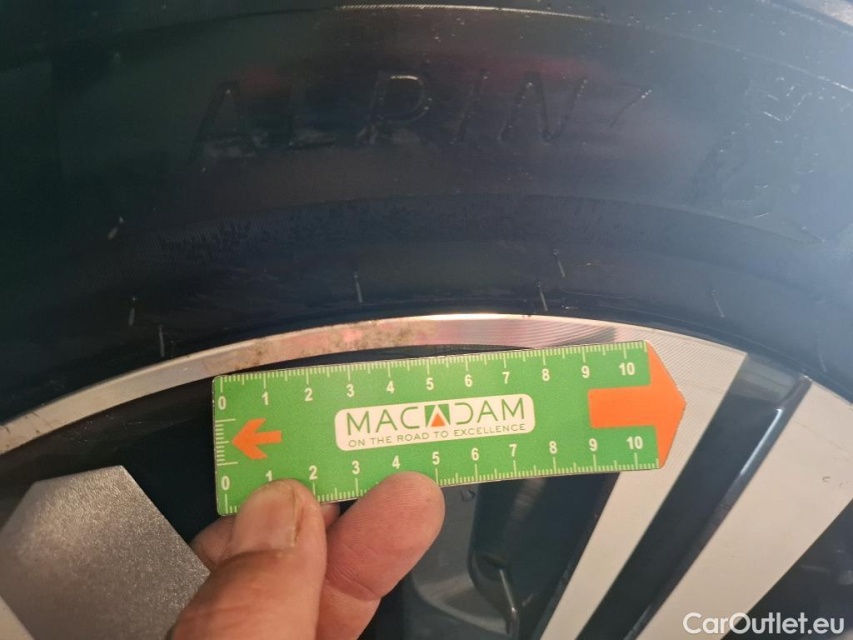 ALPIN
0 1 2 3 4 5 6 7 8 9 10
MACADAM
ON THE ROAD TO EXCELLENCE
0 1 2 3 4 5 6 7 8 9 10
CarOutlet.eu